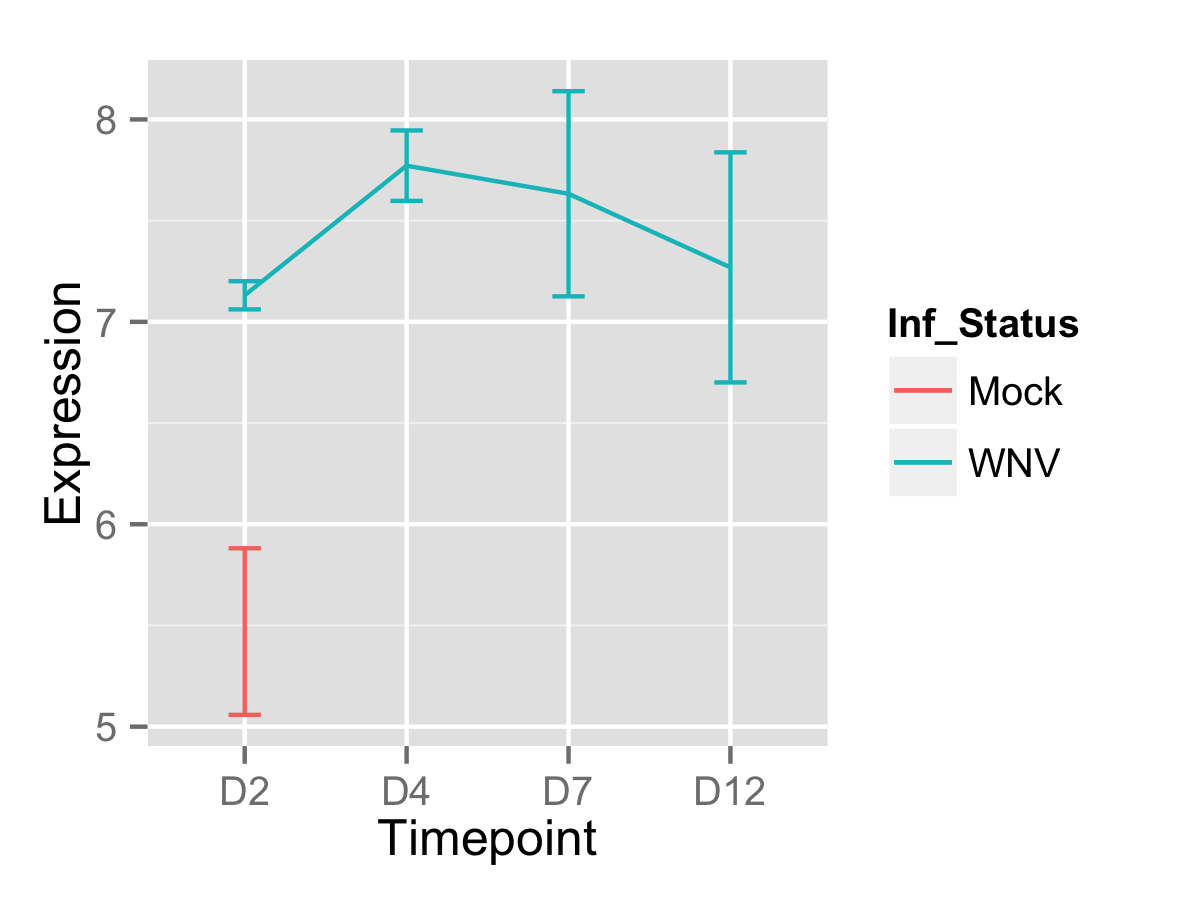 Expression
8
7
6
5
D2 D4 D7 D12
Timepoint
Inf_Status
Mock
WNV